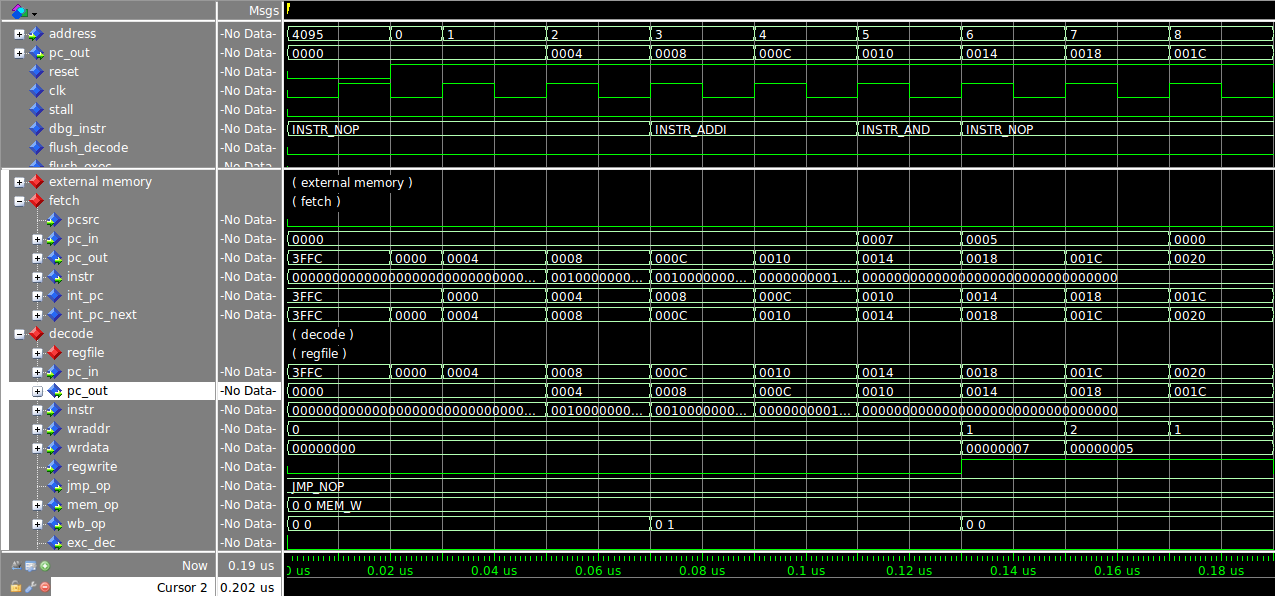 Msgs
address -No Data- 4095 0 1 2 3 4 5 6 7 8
pc_out -No Data- 0000 0004 0008 000C 0010 0014 0018 001C
reset -No Data-
clk -No Data-
stall -No Data-
dbg_instr -No Data- INSTR_NOP INSTR_ADDI INSTR_AND INSTR_NOP
flush_decode -No Data-
flush_exec -No Data-
external memory ( external memory )
fetch ( fetch )
pcsrc -No Data-
pc_in -No Data- 0000 0007 0005 0000
pc_out -No Data- 3FFC 0000 0004 0008 000C 0010 0014 0018 001C 0020
instr -No Data- 00000000000000000000000000000... 0010000000... 0010000000... 0000000001... 00000000000000000000000000000000
int_pc -No Data- 3FFC 0000 0004 0008 000C 0010 0014 0018 001C
int_pc_next -No Data- 3FFC 0000 0004 0008 000C 0010 0014 0018 001C 0020
decode ( decode )
regfile ( regfile )
pc_in -No Data- 3FFC 0000 0004 0008 000C 0010 0014 0018 001C 0020
pc_out -No Data- 0000 0004 0008 000C 0010 0014 0018 001C
instr -No Data- 00000000000000000000000000000... 0010000000... 0010000000... 0000000001... 00000000000000000000000000000000
wraddr -No Data- 0 1 2 1
wrdata -No Data- 00000000 00000007 00000005
regwrite -No Data-
jmp_op -No Data- JMP_NOP
mem_op -No Data- 0 0 MEM_W
wb_op -No Data- 0 0 0 1 0 0
exc_dec -No Data-
Now 0.19 us 0 us 0.02 us 0.04 us 0.06 us 0.08 us 0.1 us 0.12 us 0.14 us 0.16 us 0.18 us
Cursor 2 0.202 us